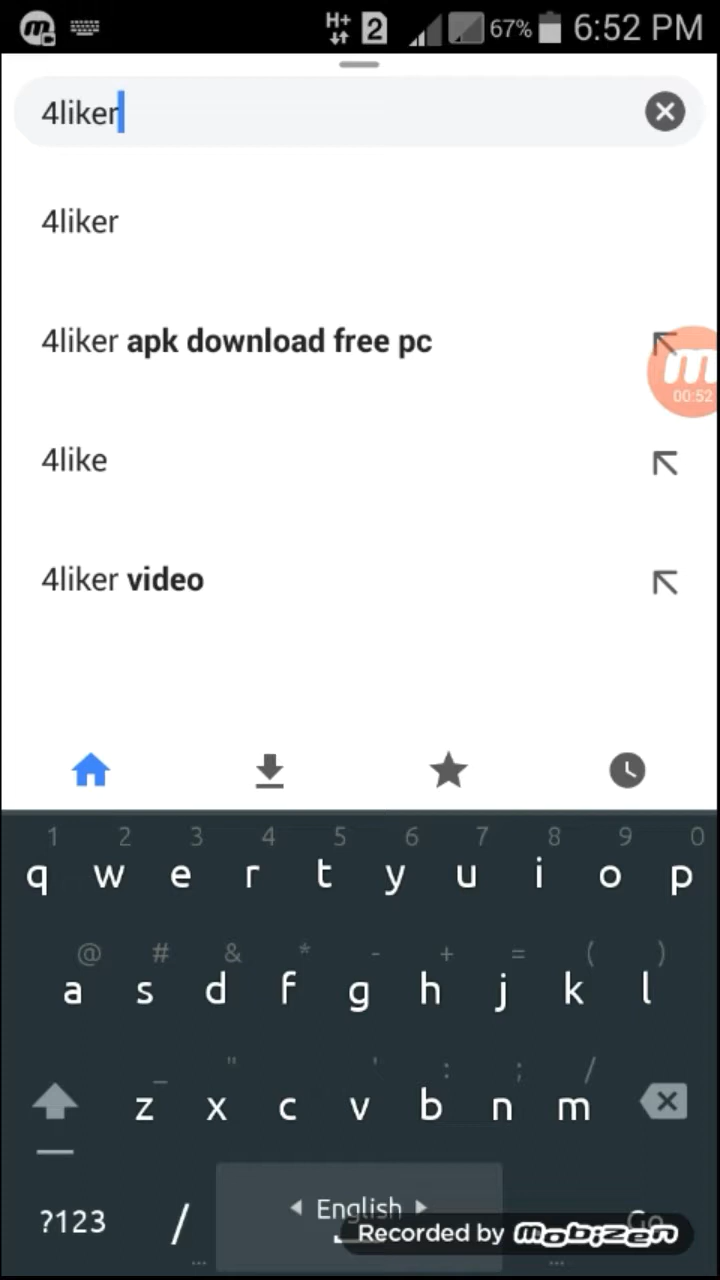 H+ 2 67% 6:52 PM
4liker
4liker
4liker apk download free pc
m
00:52
4like
4liker video
1 2 3 4 5 6 7 8 9 0
q w e r t y u i o p
@ # & * - + = ( )
a s d f g h j k l
_ " ' : ; /
z x c v b n m
?123 / English Go
Recorded by mobizen